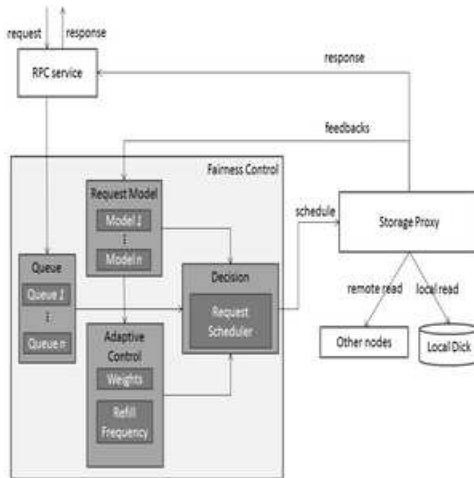 request
response
RPC service
response
feedbacks
Fairness Control
Request Model
Model 1
⋮
Model n
schedule
Storage Proxy
Queue
Queue 1
⋮
Queue n
Decision
Request
Scheduler
remote read
local read
Adaptive
Control
Weights
Refill
Frequency
Other nodes
Local Dick